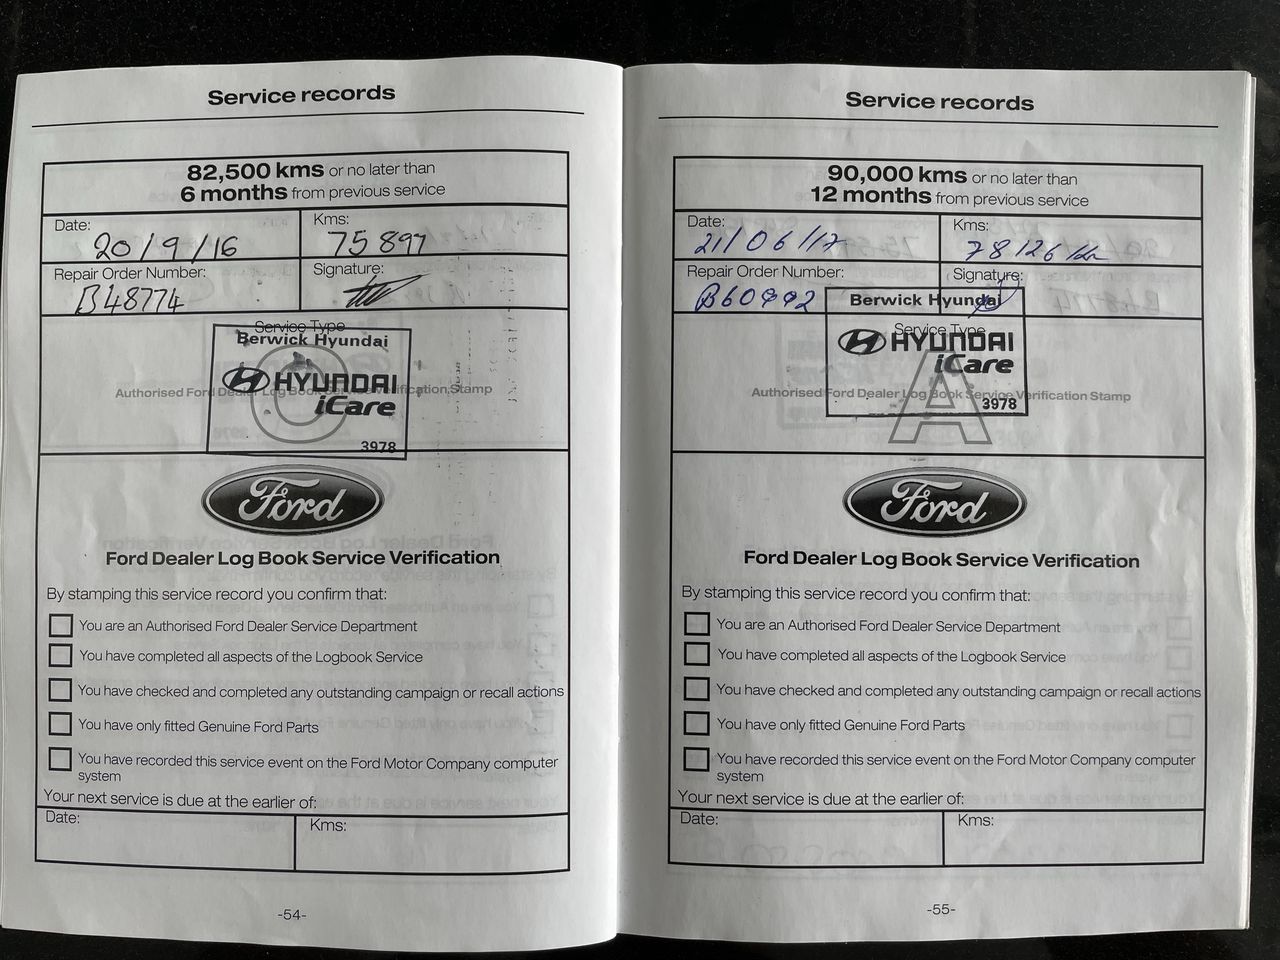 Service records
82,500 kms or no later than
6 months from previous service
Date:
20/9/16
Kms:
75897
Repair Order Number:
B48774
Signature:
Service Type
Berwick Hyundai
HYUNDAI
iCare
3978
O
Authorised Ford Dealer Log Book Service Verification Stamp
Ford
Ford Dealer Log Book Service Verification
By stamping this service record you confirm that:
You are an Authorised Ford Dealer Service Department
You have completed all aspects of the Logbook Service
You have checked and completed any outstanding campaign or recall actions
You have only fitted Genuine Ford Parts
You have recorded this service event on the Ford Motor Company computer
system
Your next service is due at the earlier of:
Date:
Kms:
-54-
Service records
90,000 kms or no later than
12 months from previous service
Date:
21/06/17
Kms:
78126 km
Repair Order Number:
Signature:
Service Type
Berwick Hyundai
HYUNDAI
iCare
3978
A
Authorised Ford Dealer Log Book Service Verification Stamp
Ford
Ford Dealer Log Book Service Verification
By stamping this service record you confirm that:
You are an Authorised Ford Dealer Service Department
You have completed all aspects of the Logbook Service
You have checked and completed any outstanding campaign or recall actions
You have only fitted Genuine Ford Parts
You have recorded this service event on the Ford Motor Company computer
system
Your next service is due at the earlier of:
Date:
Kms:
-55-